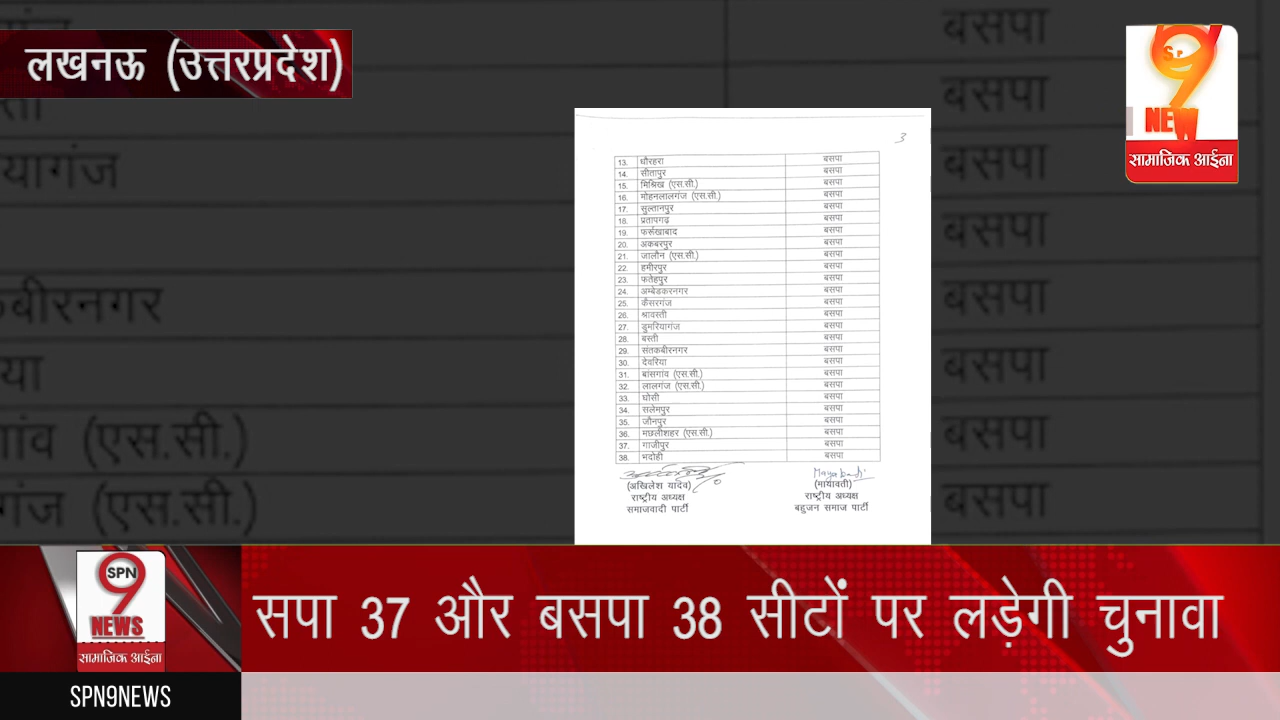 लखनऊ (उत्तरप्रदेश)
9
NEW
सामाजिक आईना
बसपा
बसपा
यागंज बसपा
बसपा
कबीरनगर बसपा
या बसपा
गांव (एस.सी.) बसपा
गंज (एस.सी.) बसपा
3
13. धौरहरा बसपा
14. सीतापुर बसपा
15. मिश्रिख (एस.सी.) बसपा
16. मोहनलालगंज (एस.सी.) बसपा
17. सुल्तानपुर बसपा
18. प्रतापगढ़ बसपा
19. फर्रुखाबाद बसपा
20. अकबरपुर बसपा
21. जालौन (एस.सी.) बसपा
22. हमीरपुर बसपा
23. फतेहपुर बसपा
24. अम्बेडकरनगर बसपा
25. कैसरगंज बसपा
26. श्रावस्ती बसपा
27. डुमरियागंज बसपा
28. बस्ती बसपा
29. संतकबीरनगर बसपा
30. देवरिया बसपा
31. बांसगांव (एस.सी.) बसपा
32. लालगंज (एस.सी.) बसपा
33. घोसी बसपा
34. सलेमपुर बसपा
35. जौनपुर बसपा
36. मछलीशहर (एस.सी.) बसपा
37. गाजीपुर बसपा
38. भदोही बसपा
(अखिलेश यादव) (मायावती)
राष्ट्रीय अध्यक्ष राष्ट्रीय अध्यक्ष
समाजवादी पार्टी बहुजन समाज पार्टी
SPN
9
NEWS
सामाजिक आईना
सपा 37 और बसपा 38 सीटों पर लड़ेगी चुनावा
SPN9NEWS